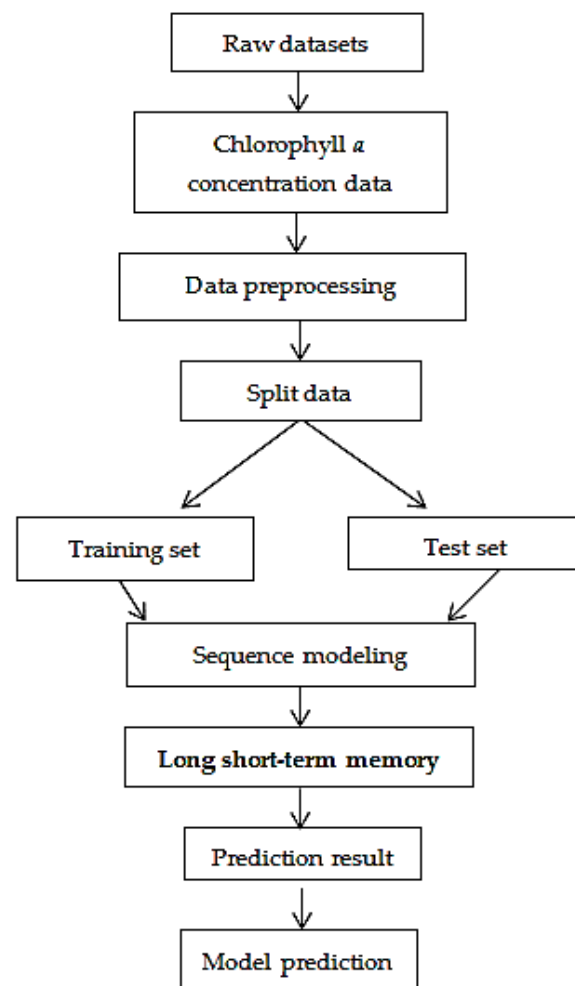 Raw datasets
Chlorophyll a
concentration data
Data preprocessing
Split data
Training set
Test set
Sequence modeling
Long short-term memory
Prediction result
Model prediction